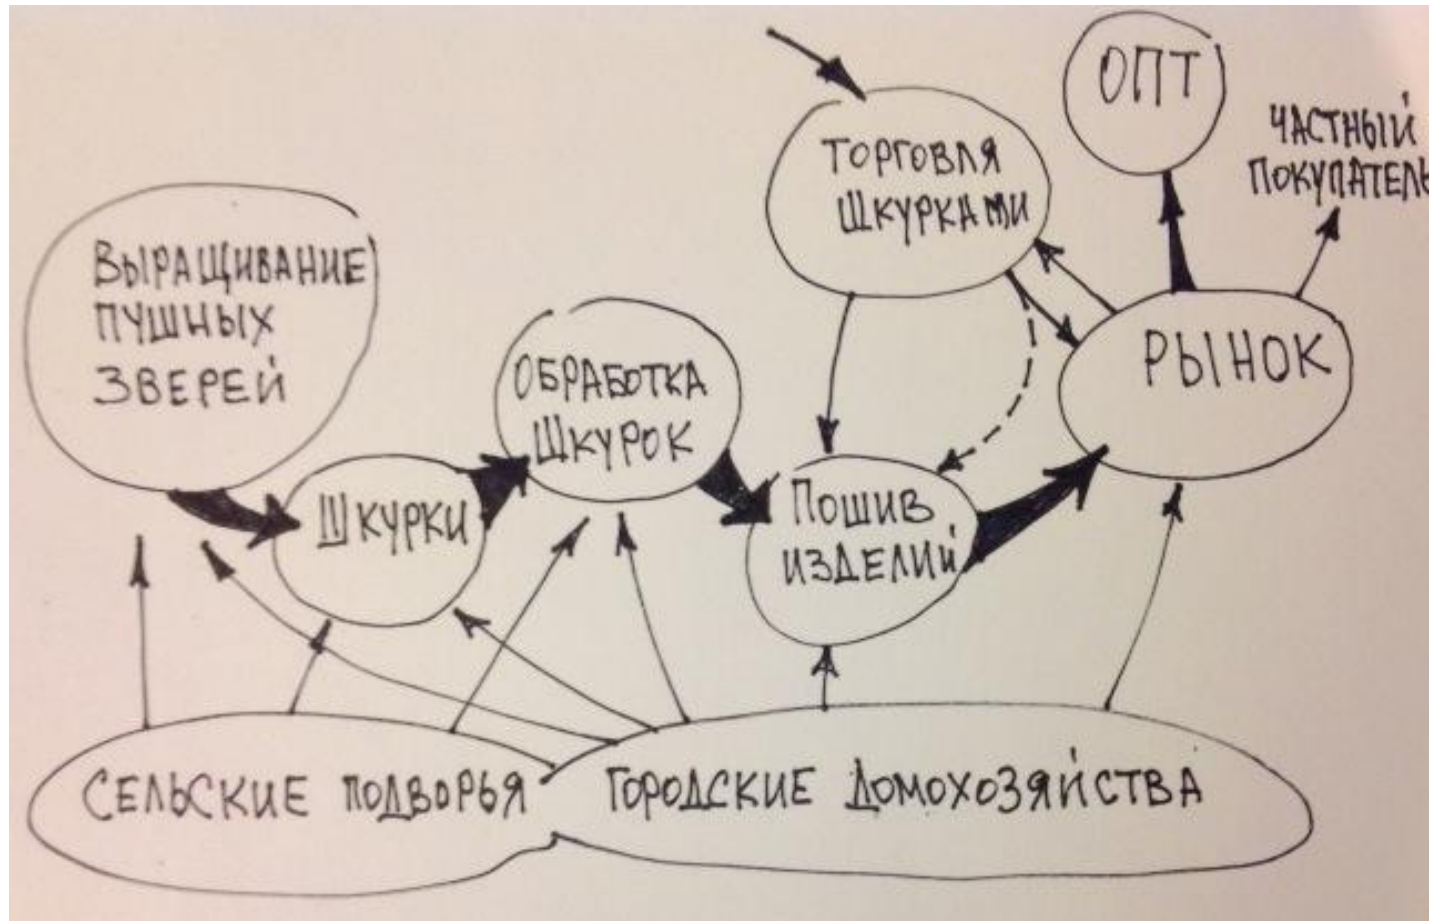 ВЫРАЩИВАНИЕ
ПУШНЫХ
ЗВЕРЕЙ
ШКУРКИ
ОБРАБОТКА
ШКУРОК
ПОШИВ
ИЗДЕЛИЙ
ТОРГОВЛЯ
ШКУРКАМИ
РЫНОК
ОПТ
ЧАСТНЫЙ
ПОКУПАТЕЛЬ
СЕЛЬСКИЕ ПОДВОРЬЯ
ГОРОДСКИЕ ДОМОХОЗЯЙСТВА